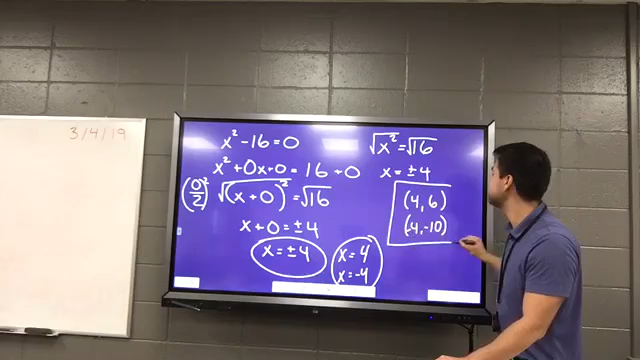 3/4/19
x² - 16 = 0
x² + 0x + 0 = 16 + 0
(0/2)² √(x + 0)² = √16
x + 0 = ± 4
x = ± 4
x = 4
x = -4
√x² = √16
x = ± 4
(4, 6)
(-4, -10)